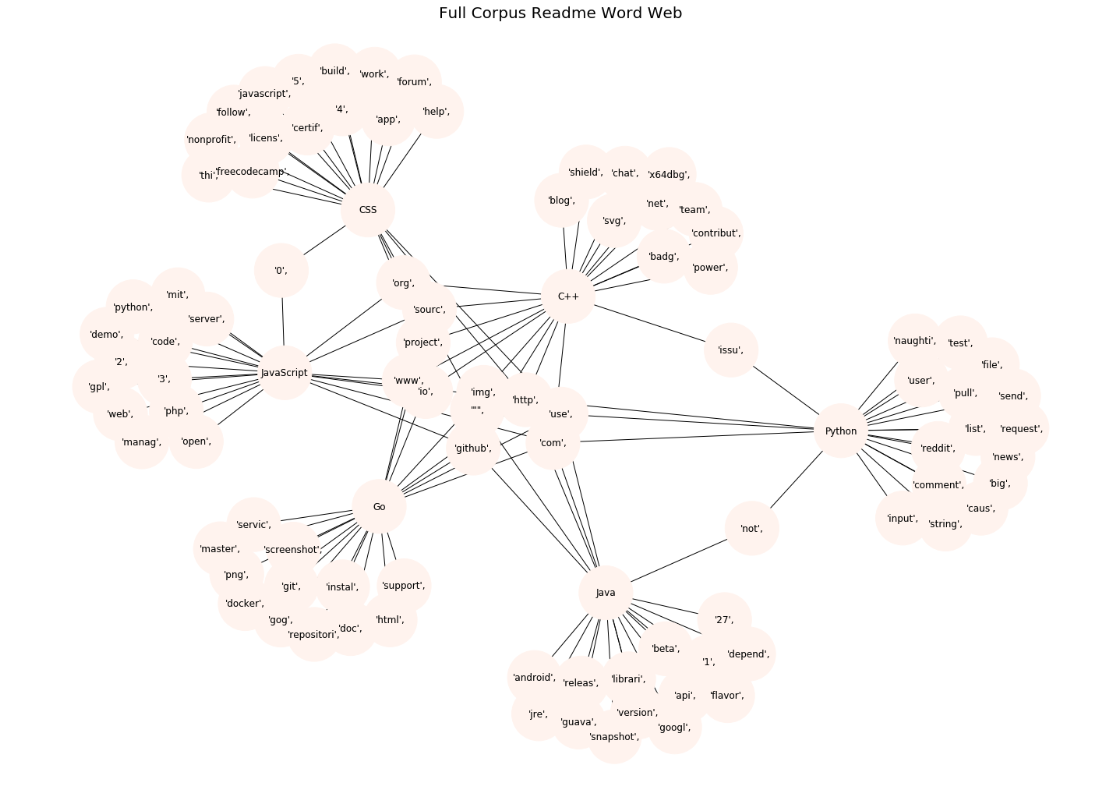 Full Corpus Readme Word Web
'build',
'work',
'5',
'forum',
'javascript',
'4',
'follow',
'help',
'app',
'certif',
'nonprofit',
'licens',
'thi',
'freecodecamp',
CSS
'0',
'shield',
'chat',
'x64dbg',
'blog',
'net',
'team',
'svg',
'contribut',
'badg',
'power',
C++
'org',
'sourc',
'project',
'www',
'io',
'img',
'"",
'http',
'use',
'com',
'github',
'issu',
'mit',
'python',
'server',
'demo',
'code',
'2',
'3',
'gpl',
'web',
'php',
'manag',
'open',
JavaScript
'naughti',
'test',
'file',
'user',
'pull',
'send',
'list',
'request',
'reddit',
'news',
'comment',
'big',
'caus',
'input',
'string',
Python
'not',
Go
'servic',
'master',
'screenshot',
'png',
'git',
'instal',
'support',
'docker',
'gog',
'repositori',
'doc',
'html',
Java
'27',
'beta',
'1',
'depend',
'android',
'releas',
'librari',
'api',
'flavor',
'jre',
'guava',
'version',
'googl',
'snapshot',